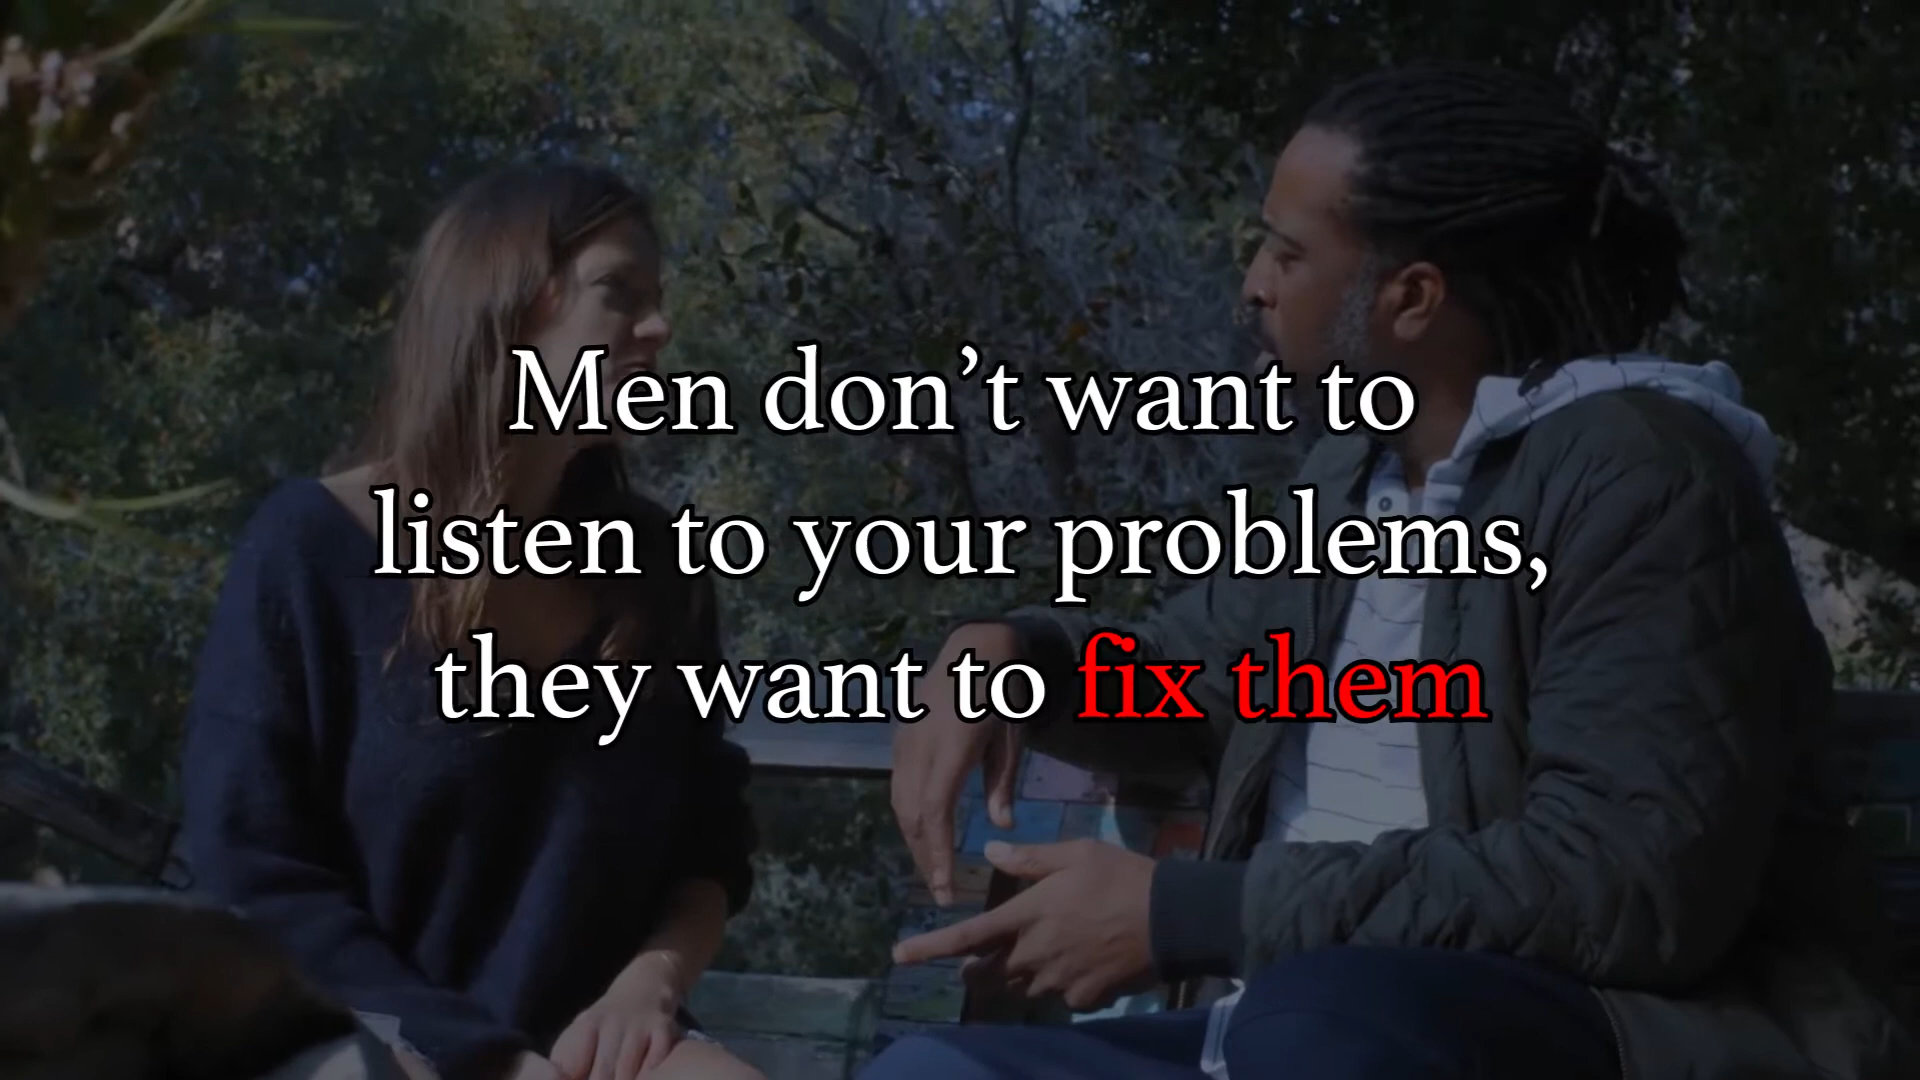 Men don’t want to
listen to your problems,
they want to fix them